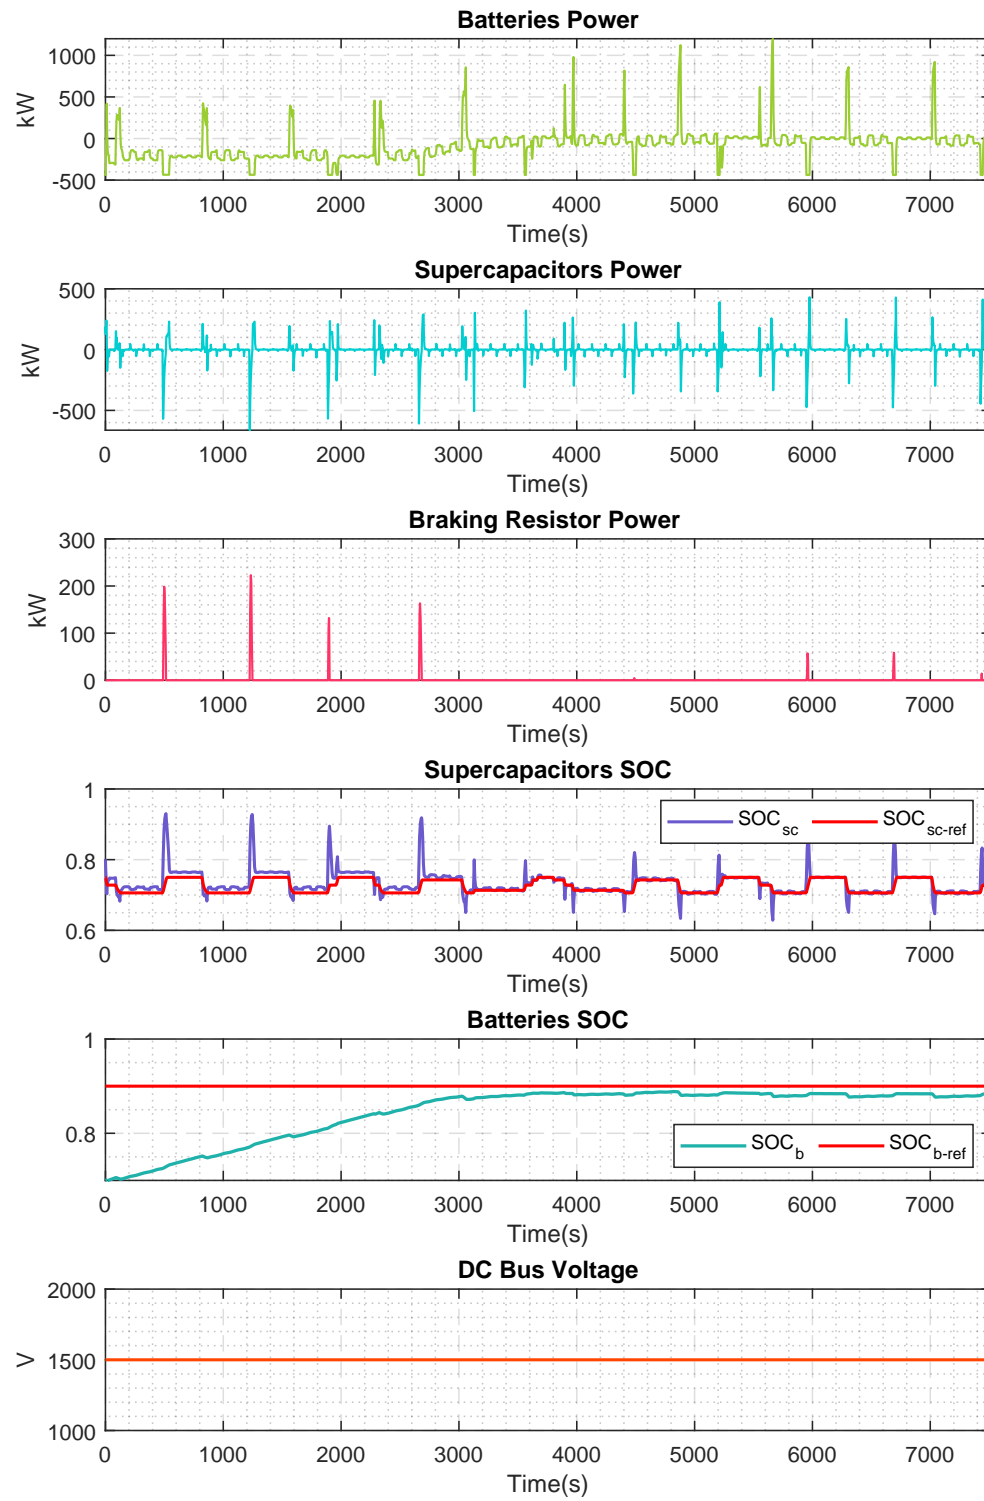 Batteries Power
1000
500
0
-500
kW
0 1000 2000 3000 4000 5000 6000 7000
Time(s)
Supercapacitors Power
500
0
-500
kW
0 1000 2000 3000 4000 5000 6000 7000
Time(s)
Braking Resistor Power
300
200
100
0
kW
0 1000 2000 3000 4000 5000 6000 7000
Time(s)
Supercapacitors SOC
1
0.8
0.6
SOC_sc SOC_sc-ref
0 1000 2000 3000 4000 5000 6000 7000
Time(s)
Batteries SOC
1
0.8
SOC_b SOC_b-ref
0 1000 2000 3000 4000 5000 6000 7000
Time(s)
DC Bus Voltage
2000
1500
1000
V
0 1000 2000 3000 4000 5000 6000 7000
Time(s)